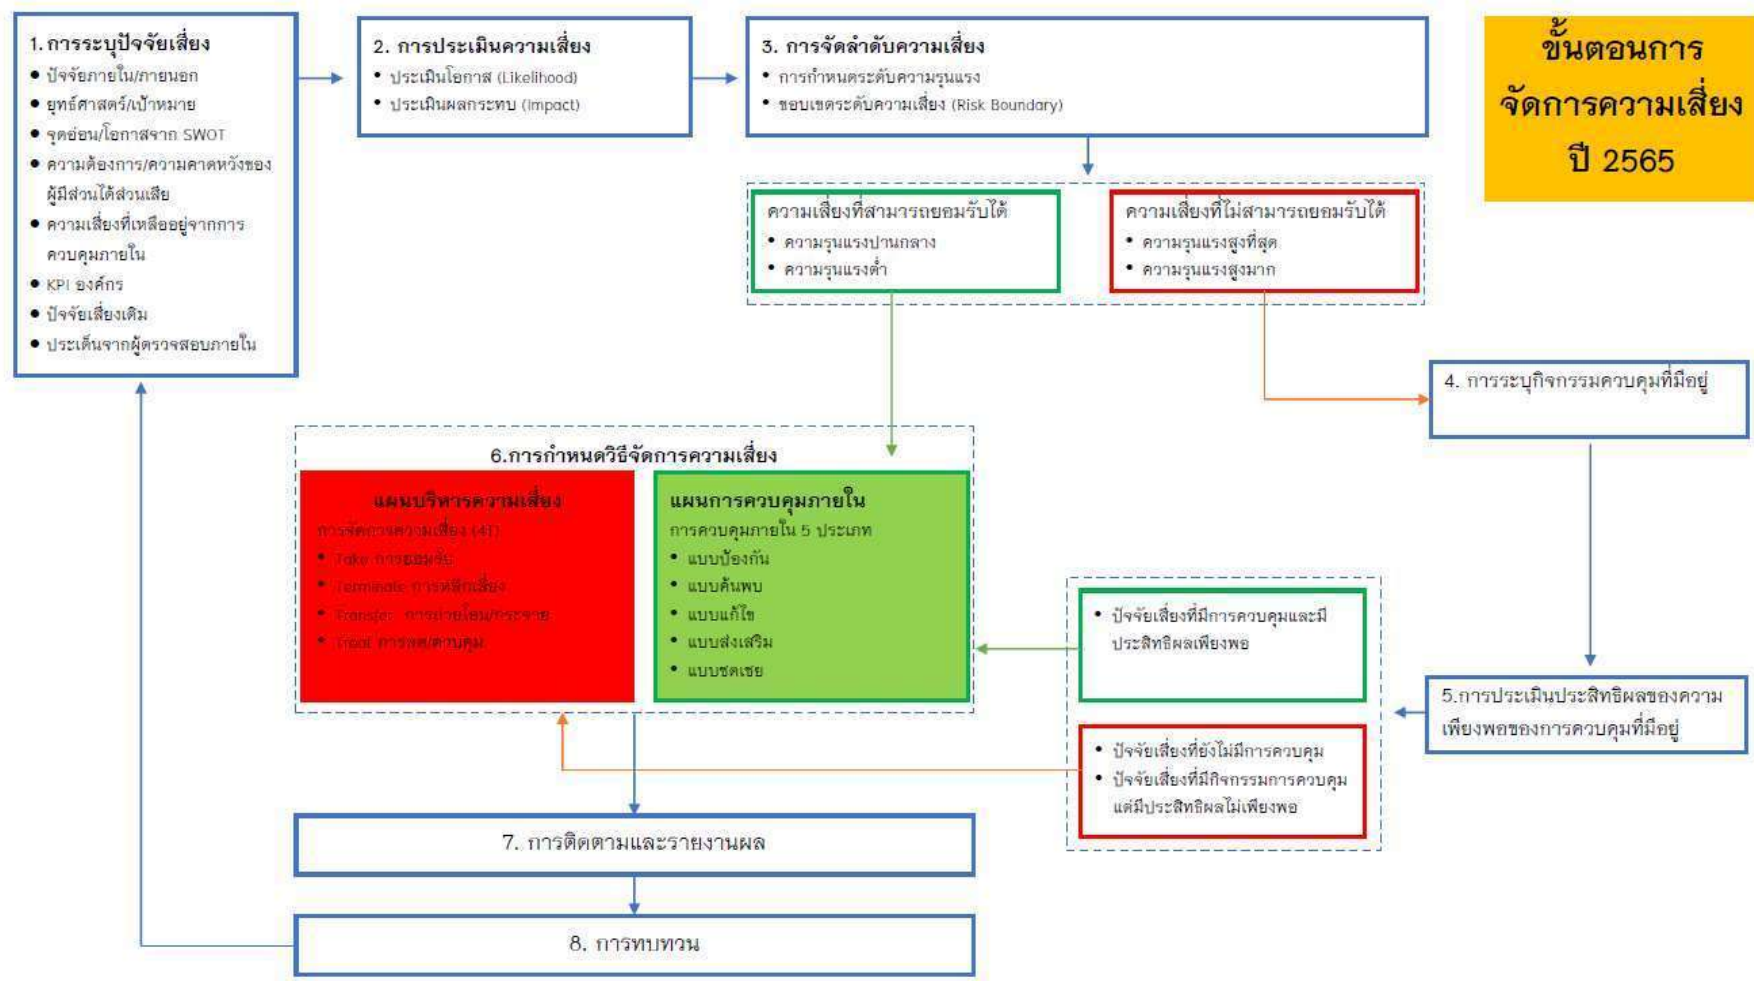 ขั้นตอนการ
จัดการความเสี่ยง
ปี 2565
1. การระบุปัจจัยเสี่ยง
● ปัจจัยภายใน/ภายนอก
● ยุทธ์ศาสตร์/เป้าหมาย
● จุดอ่อน/โอกาสจาก SWOT
● ความต้องการ/ความคาดหวังของ
ผู้มีส่วนได้ส่วนเสีย
● ความเสี่ยงที่เหลืออยู่จากการ
ควบคุมภายใน
● KPI องค์กร
● ปัจจัยเสี่ยงเดิม
● ประเด็นจากผู้ตรวจสอบภายใน
2. การประเมินความเสี่ยง
• ประเมินโอกาส (Likelihood)
• ประเมินผลกระทบ (Impact)
3. การจัดลำดับความเสี่ยง
• การกำหนดระดับความรุนแรง
• ขอบเขตระดับความเสี่ยง (Risk Boundary)
ความเสี่ยงที่สามารถยอมรับได้
• ความรุนแรงปานกลาง
• ความรุนแรงต่ำ
ความเสี่ยงที่ไม่สามารถยอมรับได้
• ความรุนแรงสูงที่สุด
• ความรุนแรงสูงมาก
4. การระบุกิจกรรมควบคุมที่มีอยู่
5.การประเมินประสิทธิผลของความ
เพียงพอของการควบคุมที่มีอยู่
• ปัจจัยเสี่ยงที่มีการควบคุมและมี
ประสิทธิผลเพียงพอ
• ปัจจัยเสี่ยงที่ยังไม่มีการควบคุม
• ปัจจัยเสี่ยงที่มีกิจกรรมการควบคุม
แต่มีประสิทธิผลไม่เพียงพอ
6.การกำหนดวิธีจัดการความเสี่ยง
แผนบริหารความเสี่ยง
การจัดการความเสี่ยง (4T)
• Take การยอมรับ
• Terminate การหลีกเลี่ยง
• Transfer การถ่ายโอน/กระจาย
• Treat การลด/ควบคุม
แผนการควบคุมภายใน
การควบคุมภายใน 5 ประเภท
• แบบป้องกัน
• แบบค้นพบ
• แบบแก้ไข
• แบบส่งเสริม
• แบบชดเชย
7. การติดตามและรายงานผล
8. การทบทวน